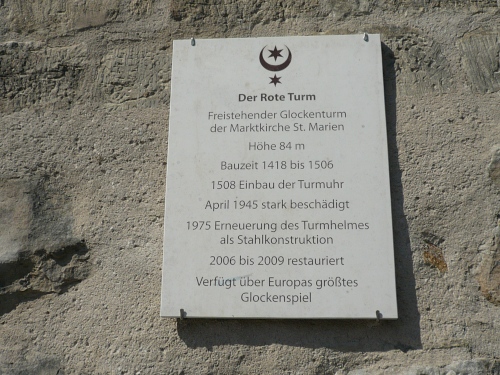 Der Rote Turm
Freistehender Glockenturm
der Marktkirche St. Marien
Höhe 84 m
Bauzeit 1418 bis 1506
1508 Einbau der Turmuhr
April 1945 stark beschädigt
1975 Erneuerung des Turmhelmes
als Stahlkonstruktion
2006 bis 2009 restauriert
Verfügt über Europas größtes
Glockenspiel